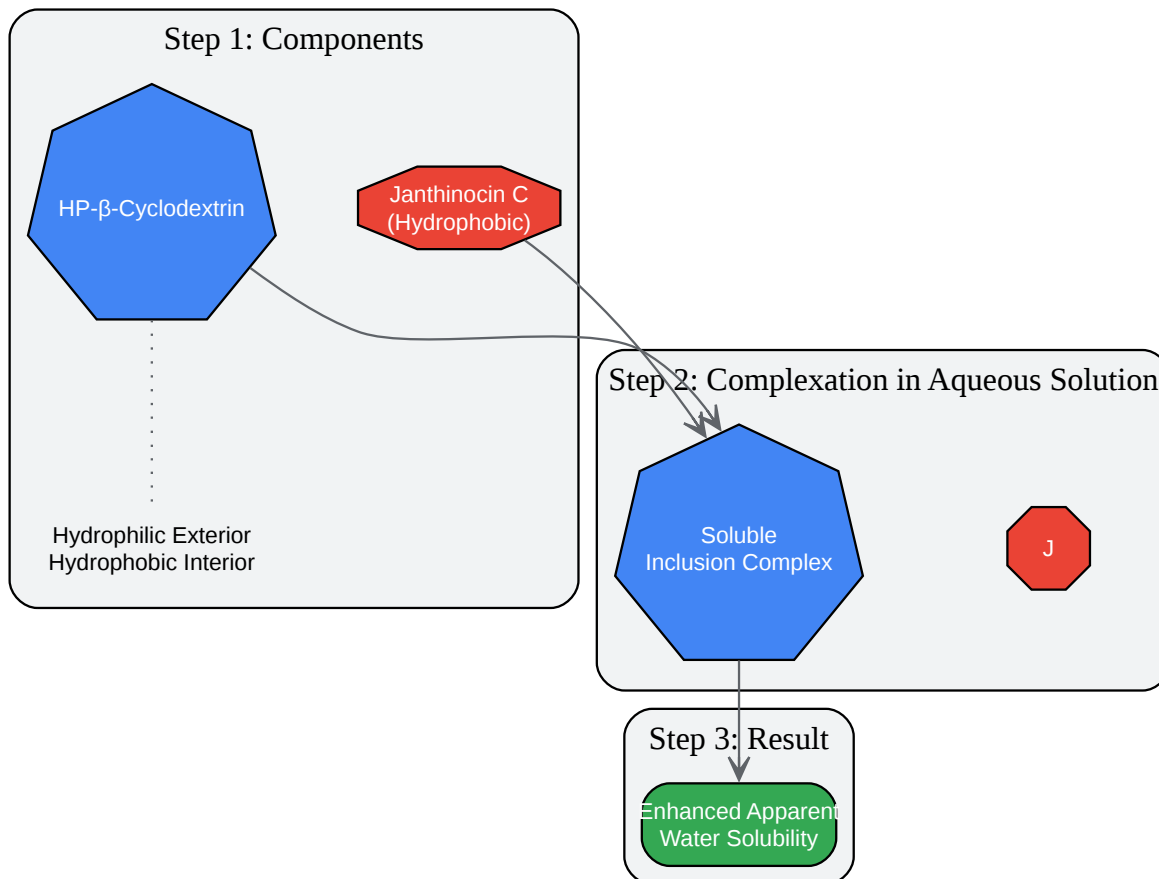 Step 1: Components
HP-β-Cyclodextrin
Janthinocin C
(Hydrophobic)
Hydrophilic Exterior
Hydrophobic Interior
Step 2: Complexation in Aqueous Solution
Soluble
Inclusion Complex
J
Step 3: Result
Enhanced Apparent
Water Solubility